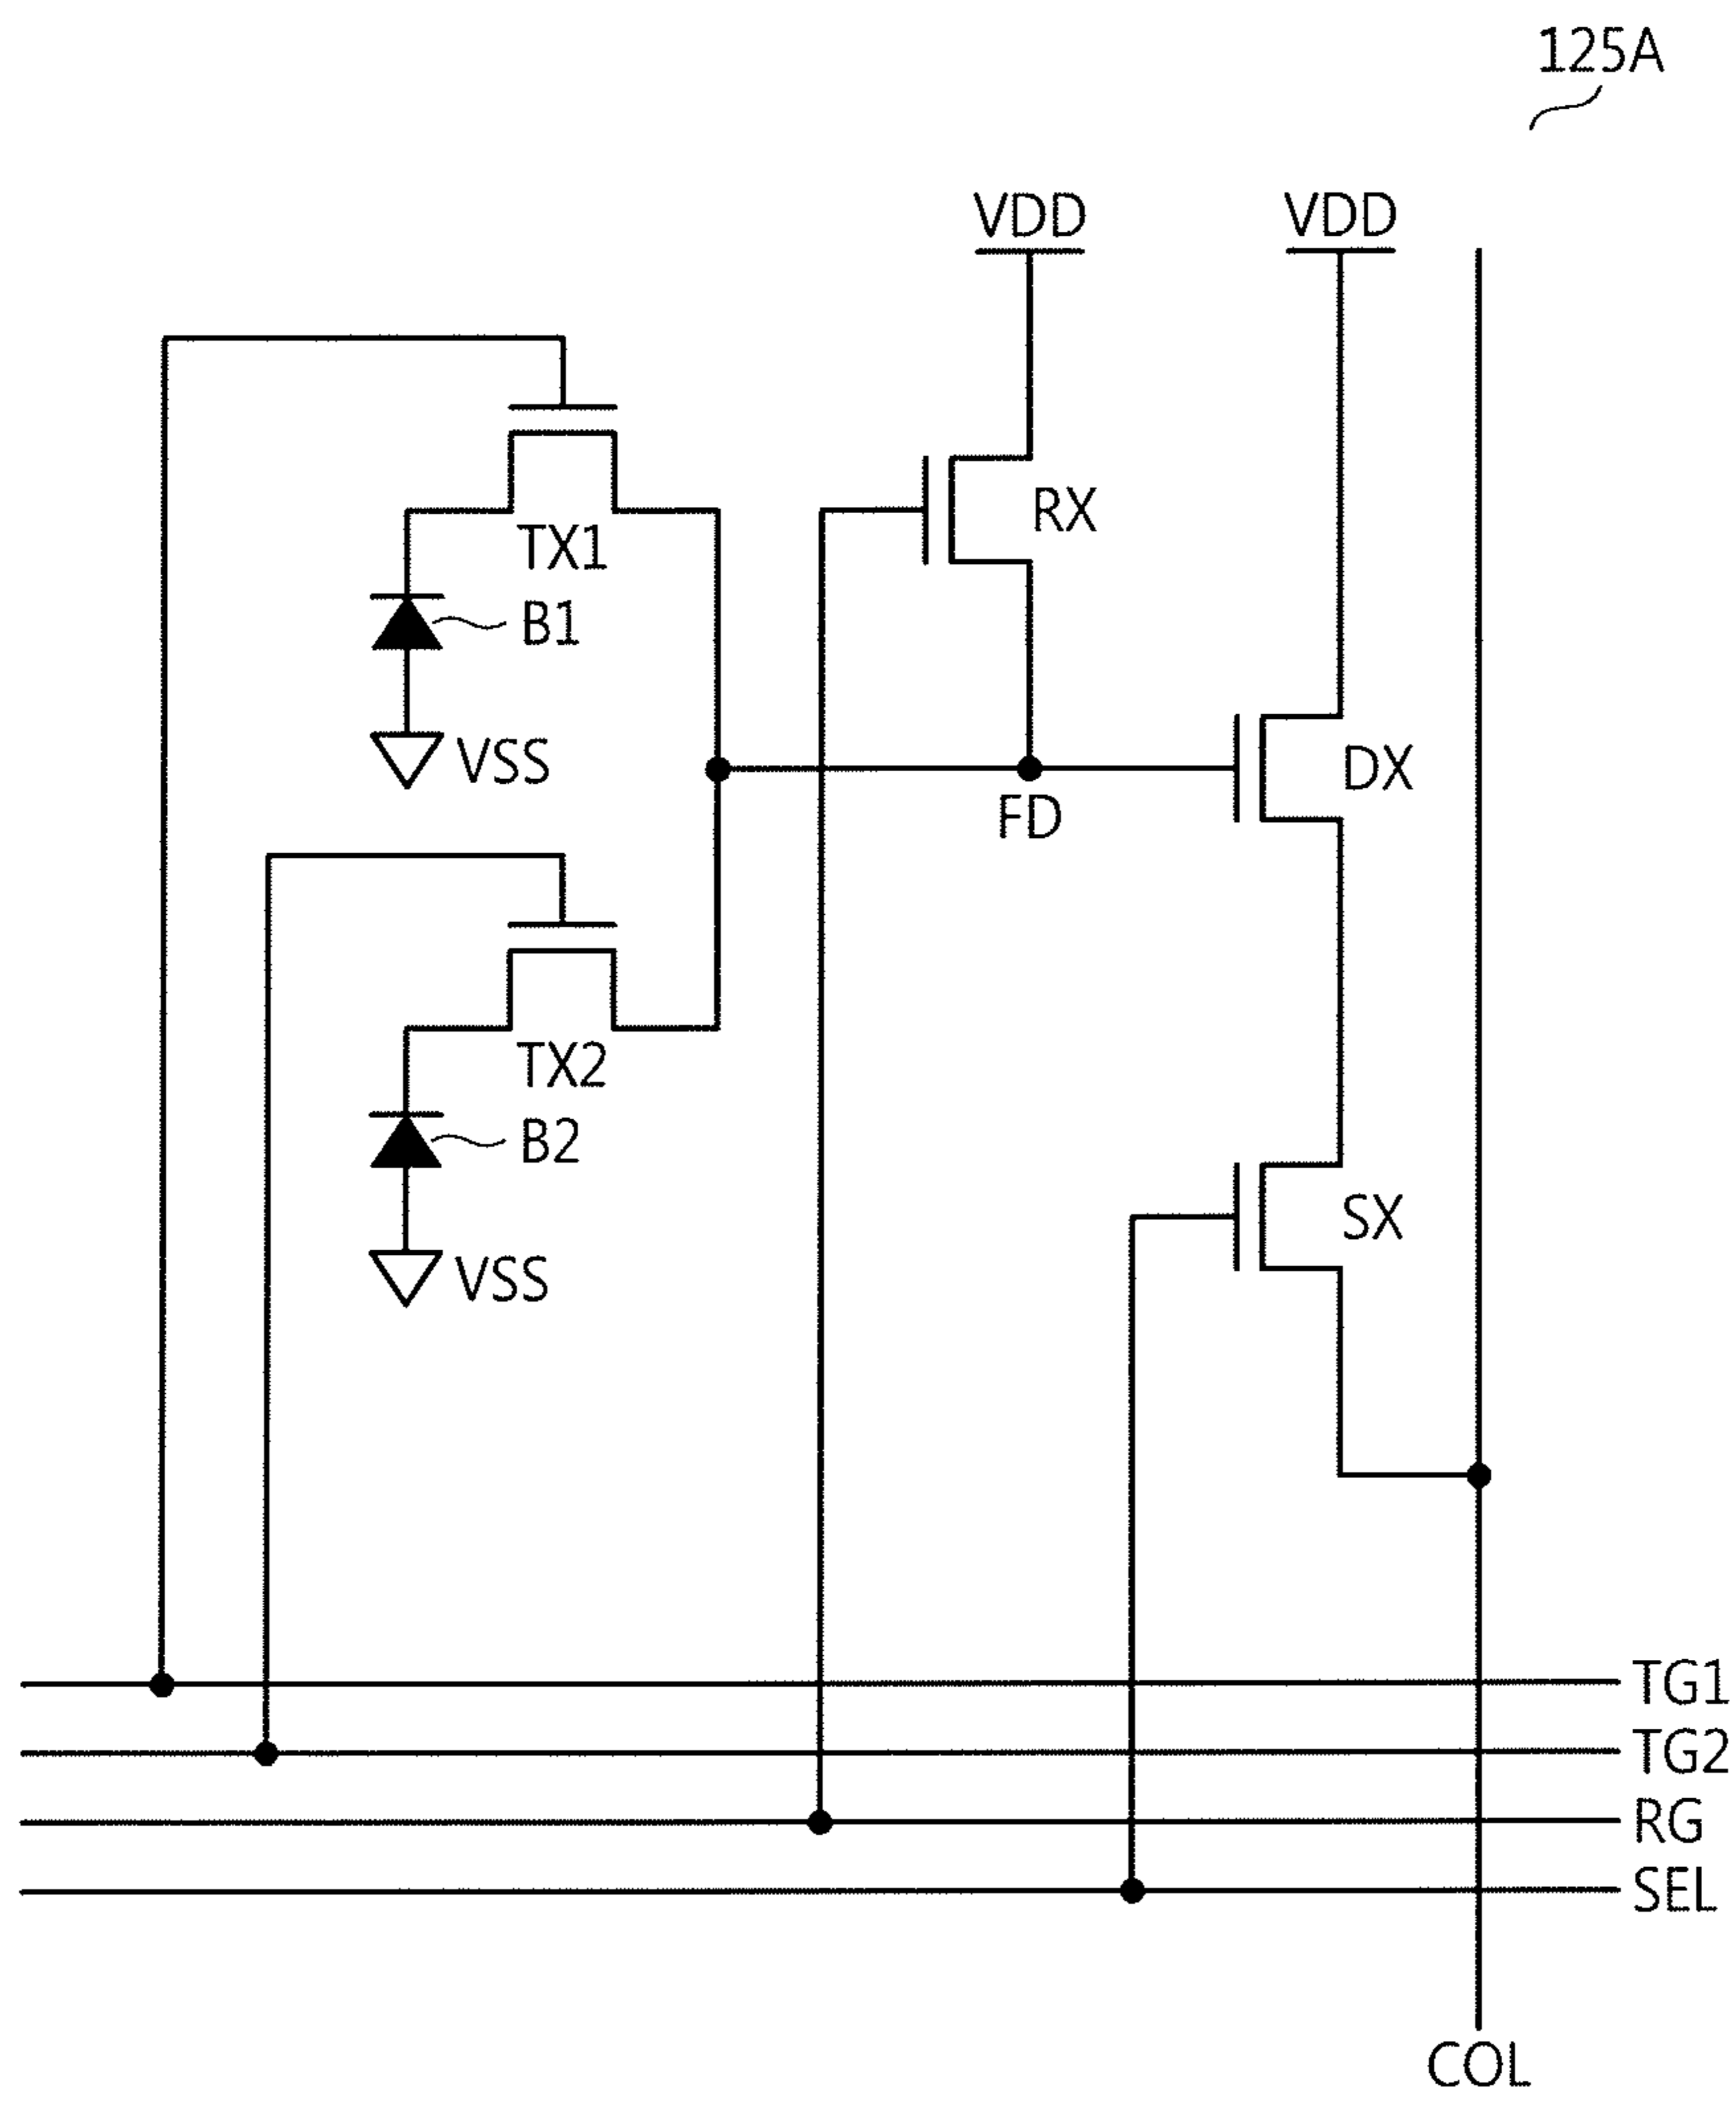 125A
VDD
VDD
RX
TX1
B1
VSS
DX
FD
TX2
B2
SX
VSS
TG1
TG2
RG
SEL
COL